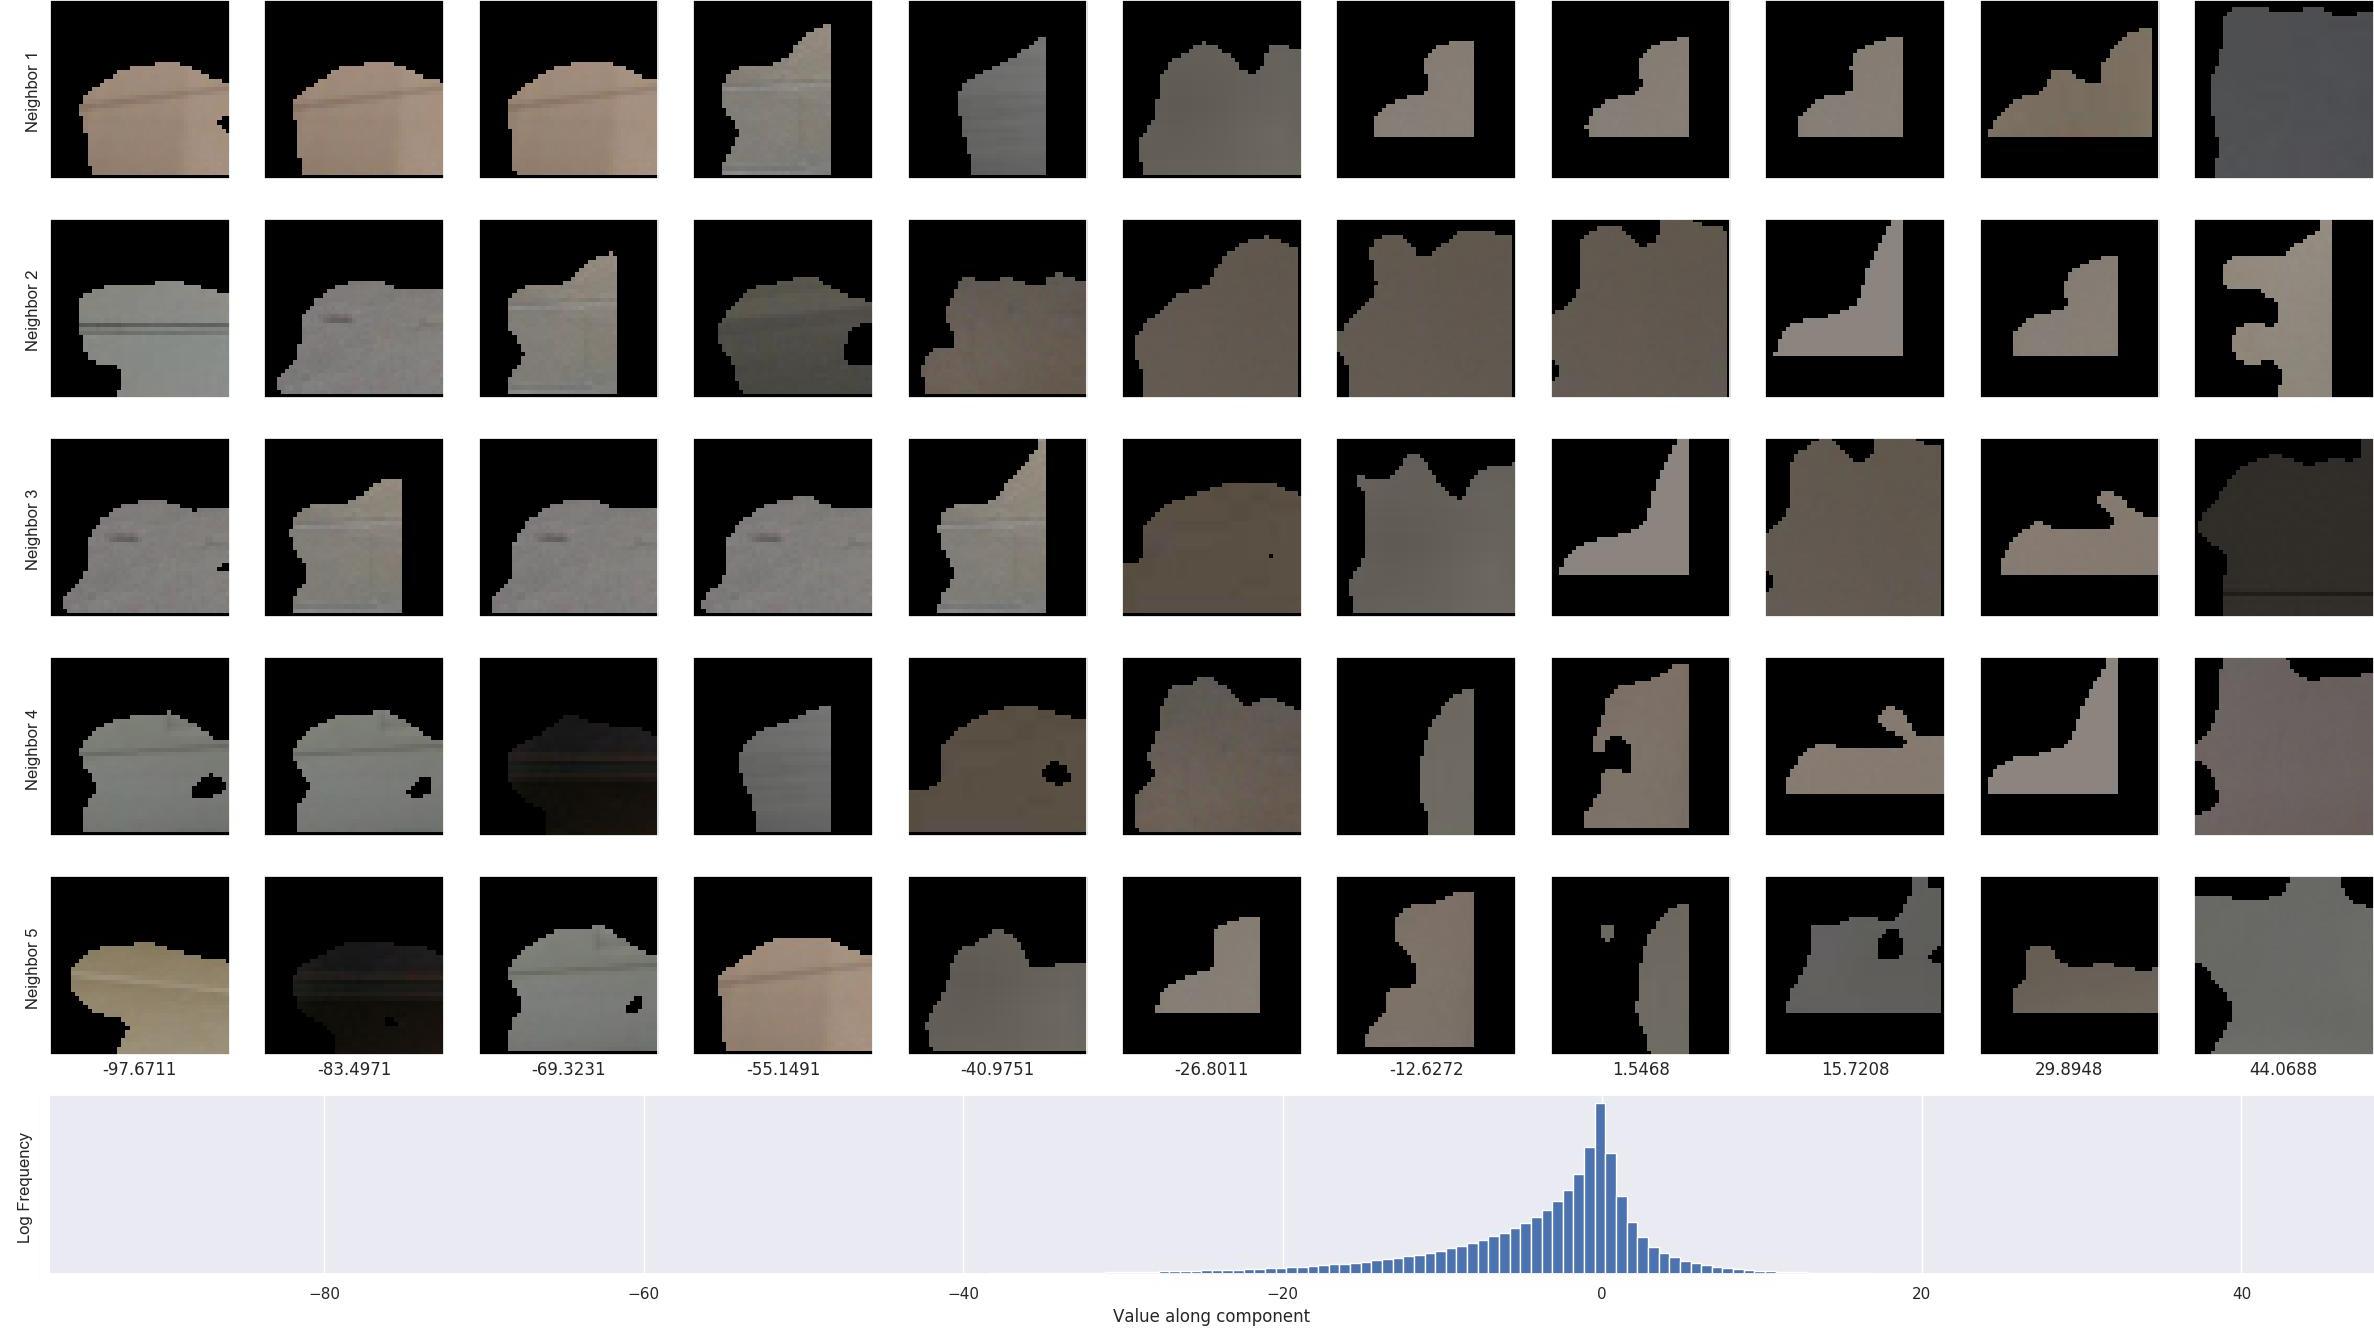 Neighbor 1
Neighbor 2
Neighbor 3
Neighbor 4
Neighbor 5
-97.6711 -83.4971 -69.3231 -55.1491 -40.9751 -26.8011 -12.6272 1.5468 15.7208 29.8948 44.0688
Log Frequency
−80 −60 −40 −20 0 20 40
Value along component